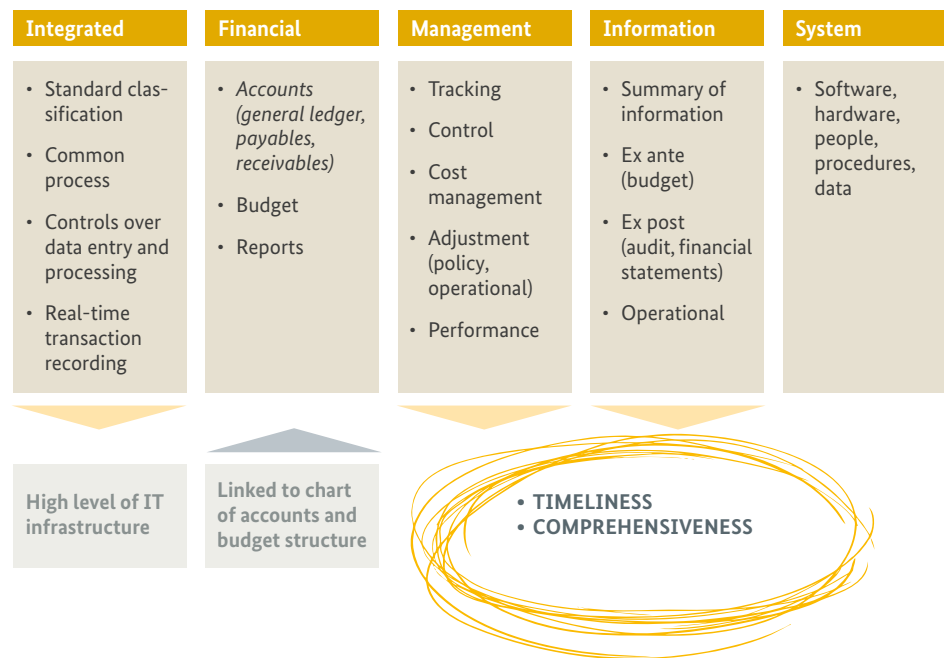 Integrated
Financial
Management
Information
System
• Standard clas-
sification
• Common
process
• Controls over
data entry and
processing
• Real-time
transaction
recording
• Accounts
(general ledger,
payables,
receivables)
• Budget
• Reports
• Tracking
• Control
• Cost
management
• Adjustment
(policy,
operational)
• Performance
• Summary of
information
• Ex ante
(budget)
• Ex post
(audit, financial
statements)
• Operational
• Software,
hardware,
people,
procedures,
data
High level of IT
infrastructure
Linked to chart
of accounts and
budget structure
• TIMELINESS
• COMPREHENSIVENESS